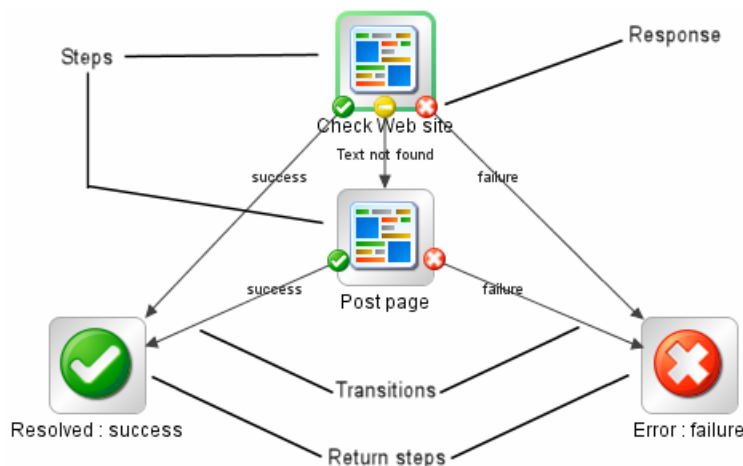 Response
Steps
Check Web site
Text not found
success
failure
success
failure
Post page
Transitions
Resolved : success
Error : failure
Return steps